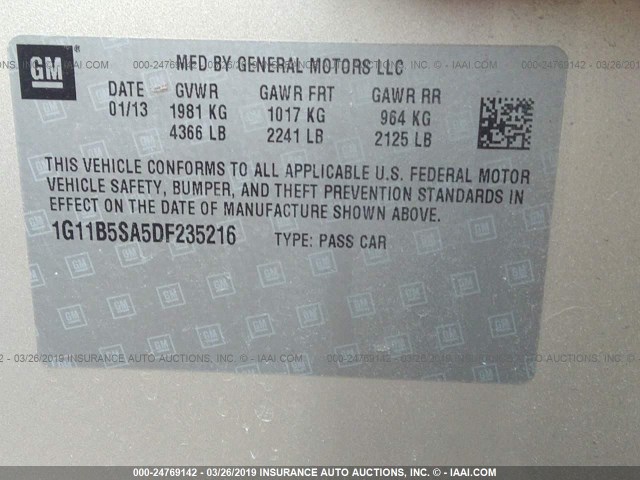 GM
MFD BY GENERAL MOTORS LLC
DATE GVWR GAWR FRT GAWR RR
01/13 1981 KG 1017 KG 964 KG
4366 LB 2241 LB 2125 LB
THIS VEHICLE CONFORMS TO ALL APPLICABLE U.S. FEDERAL MOTOR
VEHICLE SAFETY, BUMPER, AND THEFT PREVENTION STANDARDS IN
EFFECT ON THE DATE OF MANUFACTURE SHOWN ABOVE.
1G11B5SA5DF235216 TYPE: PASS CAR
000-24769142 - 03/26/2019 INSURANCE AUTO AUCTIONS, INC. - © IAAI.COM